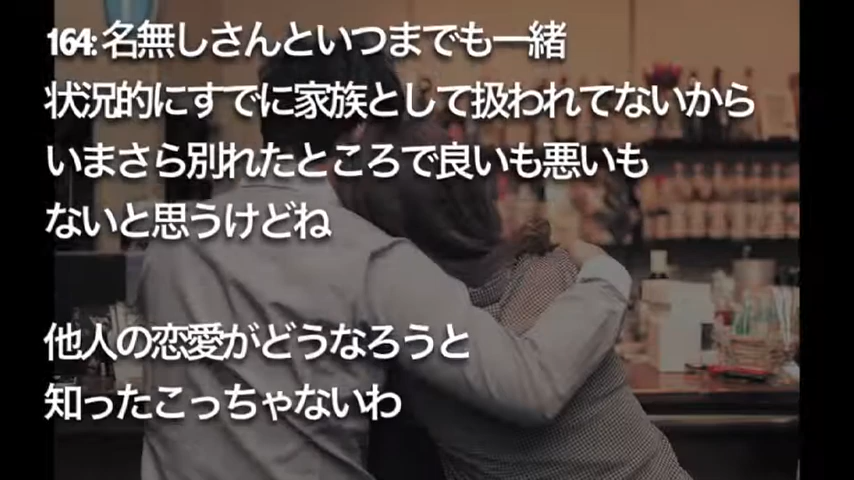 164: 名無しさんといつまでも一緒
状況的にすでに家族として扱われてないから
いまさら別れたところで良いも悪いも
ないと思うけどね
他人の恋愛がどうなろうと
知ったこっちゃないわ